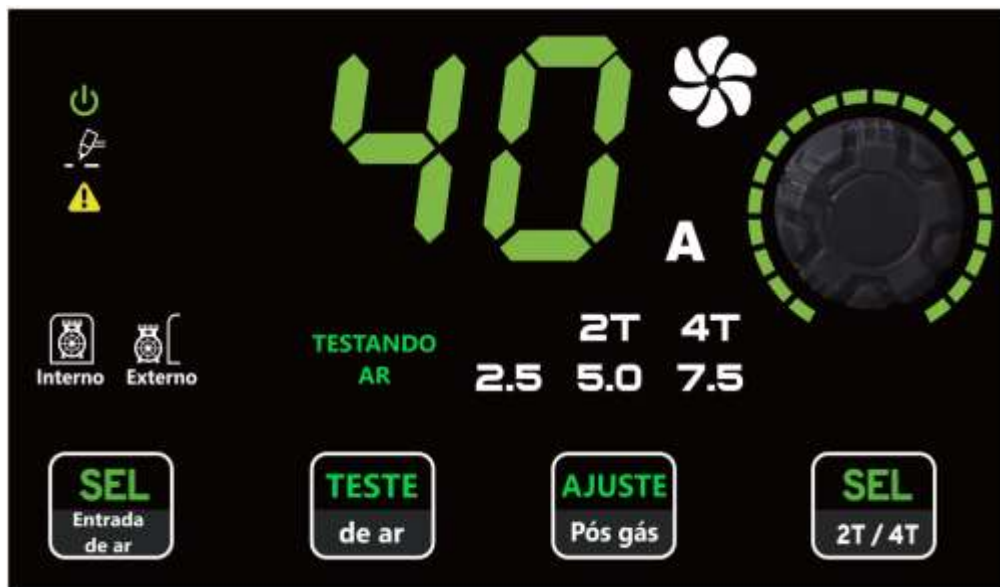 40
A
2T 4T
TESTANDO
AR
2.5 5.0 7.5
Interno Externo
SEL
Entrada
de ar
TESTE
de ar
AJUSTE
Pós gás
SEL
2T / 4T